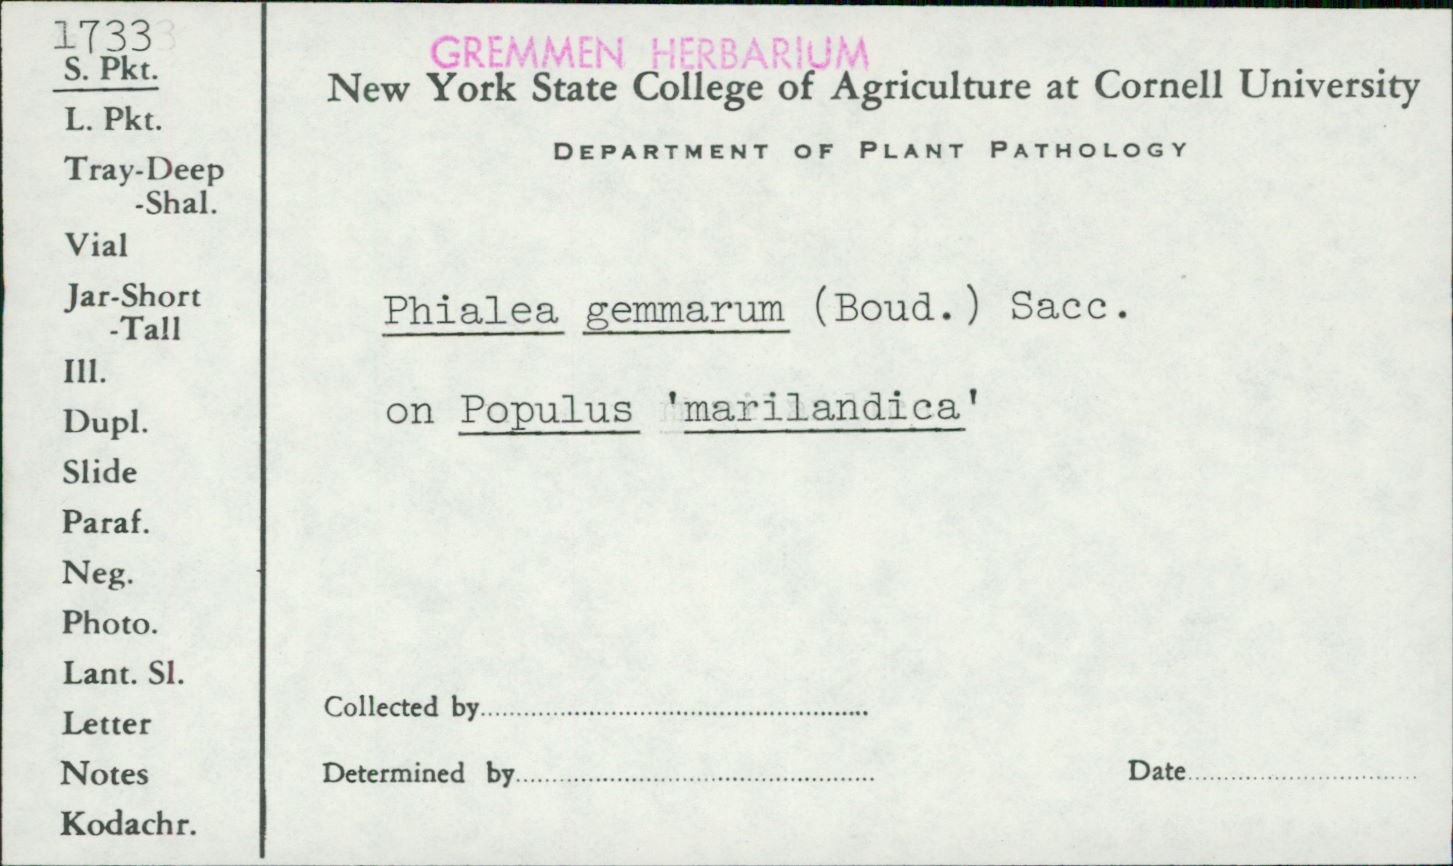 1733
S. Pkt.
L. Pkt.
Tray-Deep
-Shal.
Vial
Jar-Short
-Tall
Ill.
Dupl.
Slide
Paraf.
Neg.
Photo.
Lant. Sl.
Letter
Notes
Kodachr.
GREMMEN HERBARIUM
New York State College of Agriculture at Cornell University
DEPARTMENT OF PLANT PATHOLOGY
Phialea gemmarum (Boud.) Sacc.
on Populus 'marilandica'
Collected by
Determined by
Date